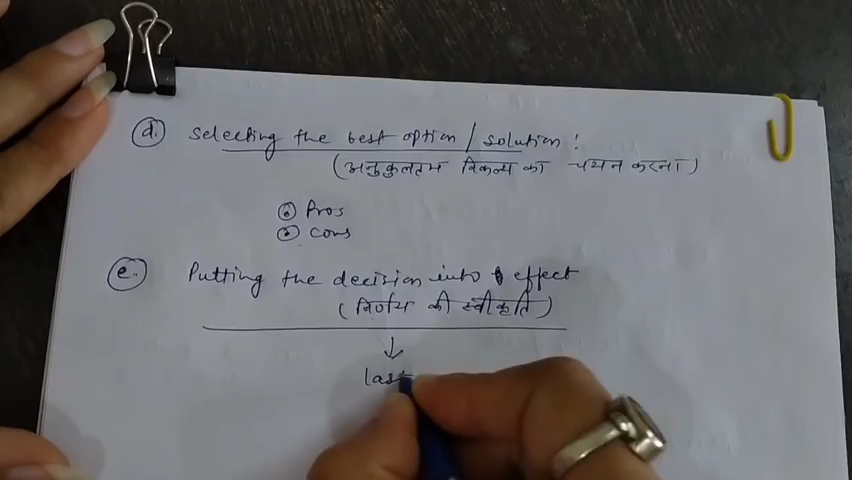 d. Selecting the best option / solution :
(अनुकुलतम विकल्प का चयन करना)
Pros
Cons
e. Putting the decision into effect
(निर्णय की स्वीकृति)
↓
last